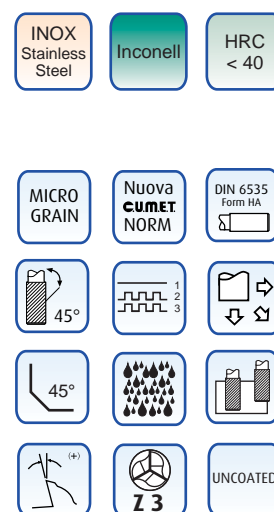 INOX
Stainless
Steel
Inconell
HRC
< 40
MICRO
GRAIN
Nuova
C.U.M.E.T.
NORM
DIN 6535
Form HA
45°
1
2
3
45°
(+)
Z 3
UNCOATED